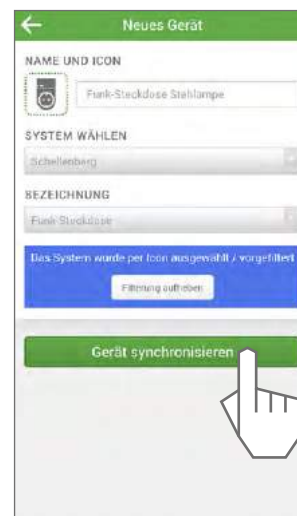 Neues Gerät
NAME UND ICON
Funk-Steckdose Stehlampe
SYSTEM WÄHLEN
Schellenberg
BEZEICHNUNG
Funk-Steckdose
Das System wurde per Icon ausgewählt / vorgefiltert
Filterung aufheben
Gerät synchronisieren